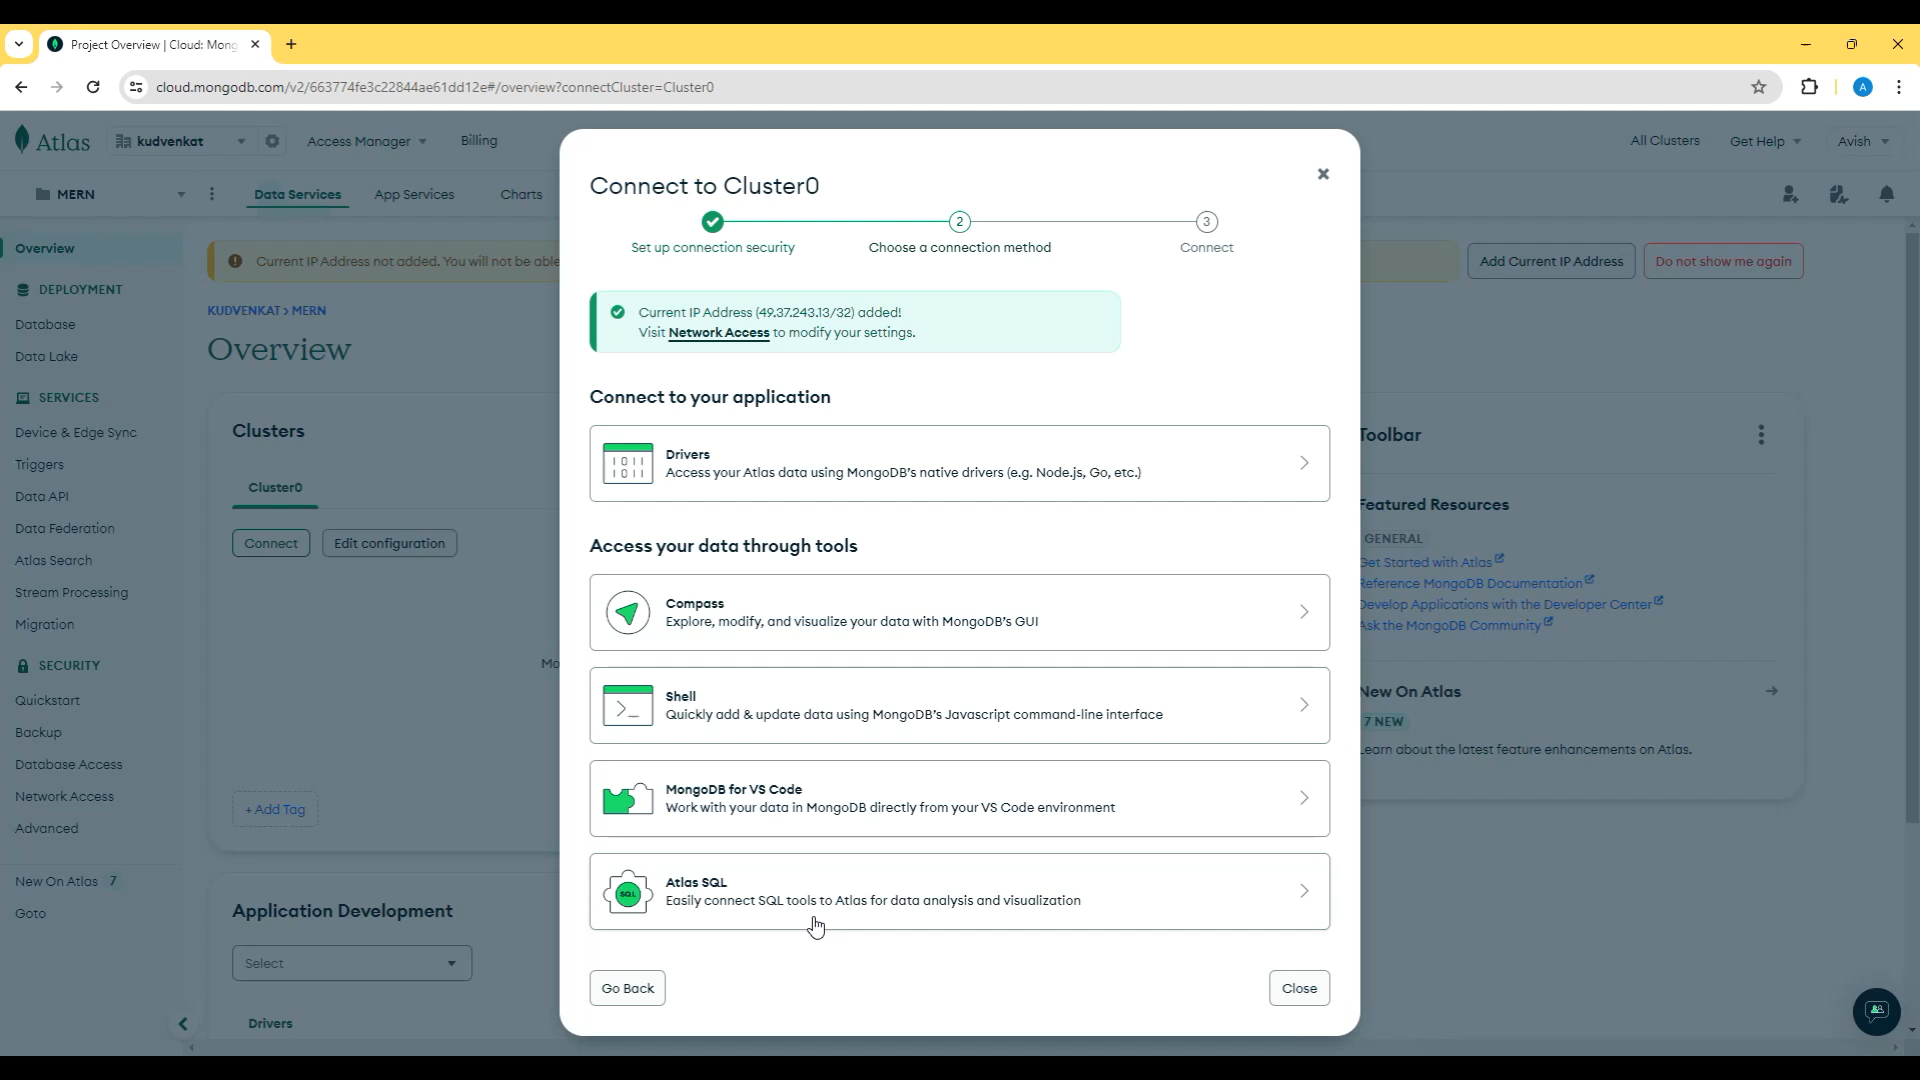 Project Overview | Cloud: Mong
cloud.mongodb.com/v2/663774fe3c22844ae61dd12e#/overview?connectCluster=Cluster0
A
Atlas
kudvenkat
Access Manager
Billing
All Clusters
Get Help
Avish
MERN
Data Services
App Services
Charts
Overview
DEPLOYMENT
Database
Data Lake
SERVICES
Device & Edge Sync
Triggers
Data API
Data Federation
Atlas Search
Stream Processing
Migration
SECURITY
Quickstart
Backup
Database Access
Network Access
Advanced
New On Atlas 7
Goto
Current IP Address not added. You will not be able
Add Current IP Address
Do not show me again
KUDVENKAT > MERN
Overview
Clusters
Cluster0
Connect
Edit configuration
Mo
+ Add Tag
Application Development
Select
Drivers
Connect to Cluster0
2
3
Set up connection security
Choose a connection method
Connect
Current IP Address (49.37.243.13/32) added!
Visit Network Access to modify your settings.
Connect to your application
Drivers
Access your Atlas data using MongoDB's native drivers (e.g. Node.js, Go, etc.)
Access your data through tools
Compass
Explore, modify, and visualize your data with MongoDB's GUI
Shell
Quickly add & update data using MongoDB's Javascript command-line interface
MongoDB for VS Code
Work with your data in MongoDB directly from your VS Code environment
SQL
Atlas SQL
Easily connect SQL tools to Atlas for data analysis and visualization
Go Back
Close
Toolbar
Featured Resources
GENERAL
Get Started with Atlas
Reference MongoDB Documentation
Develop Applications with the Developer Center
Ask the MongoDB Community
New On Atlas
7 NEW
Learn about the latest feature enhancements on Atlas.